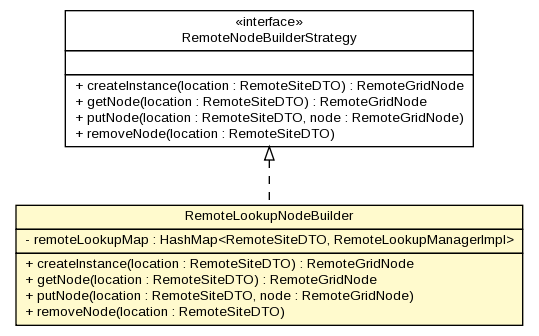 «interface»
RemoteNodeBuilderStrategy
+ createInstance(location : RemoteSiteDTO) : RemoteGridNode
+ getNode(location : RemoteSiteDTO) : RemoteGridNode
+ putNode(location : RemoteSiteDTO, node : RemoteGridNode)
+ removeNode(location : RemoteSiteDTO)
RemoteLookupNodeBuilder
- remoteLookupMap : HashMap<RemoteSiteDTO, RemoteLookupManagerImpl>
+ createInstance(location : RemoteSiteDTO) : RemoteGridNode
+ getNode(location : RemoteSiteDTO) : RemoteGridNode
+ putNode(location : RemoteSiteDTO, node : RemoteGridNode)
+ removeNode(location : RemoteSiteDTO)